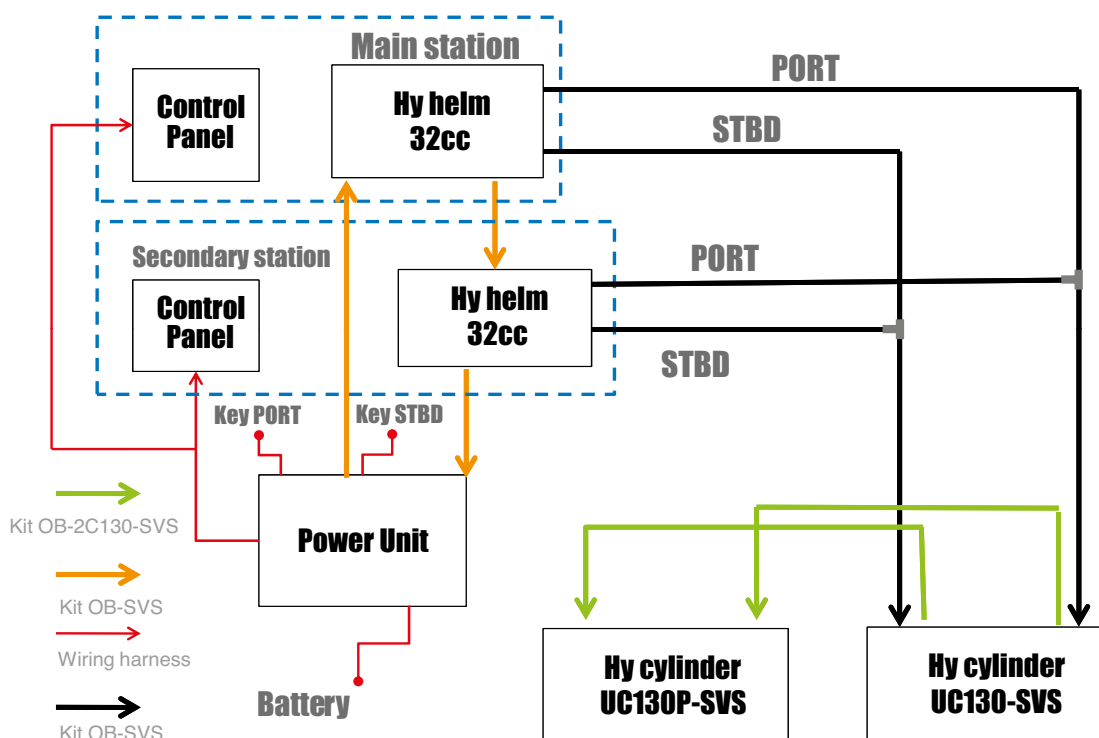 Main station
PORT
Control
Panel
Hy helm
32cc
STBD
Secondary station
PORT
Control
Panel
Hy helm
32cc
STBD
Key PORT
Key STBD
Kit OB-2C130-SVS
Power Unit
Kit OB-SVS
Wiring harness
Battery
Hy cylinder
UC130P-SVS
Hy cylinder
UC130-SVS
Kit OB-SVS